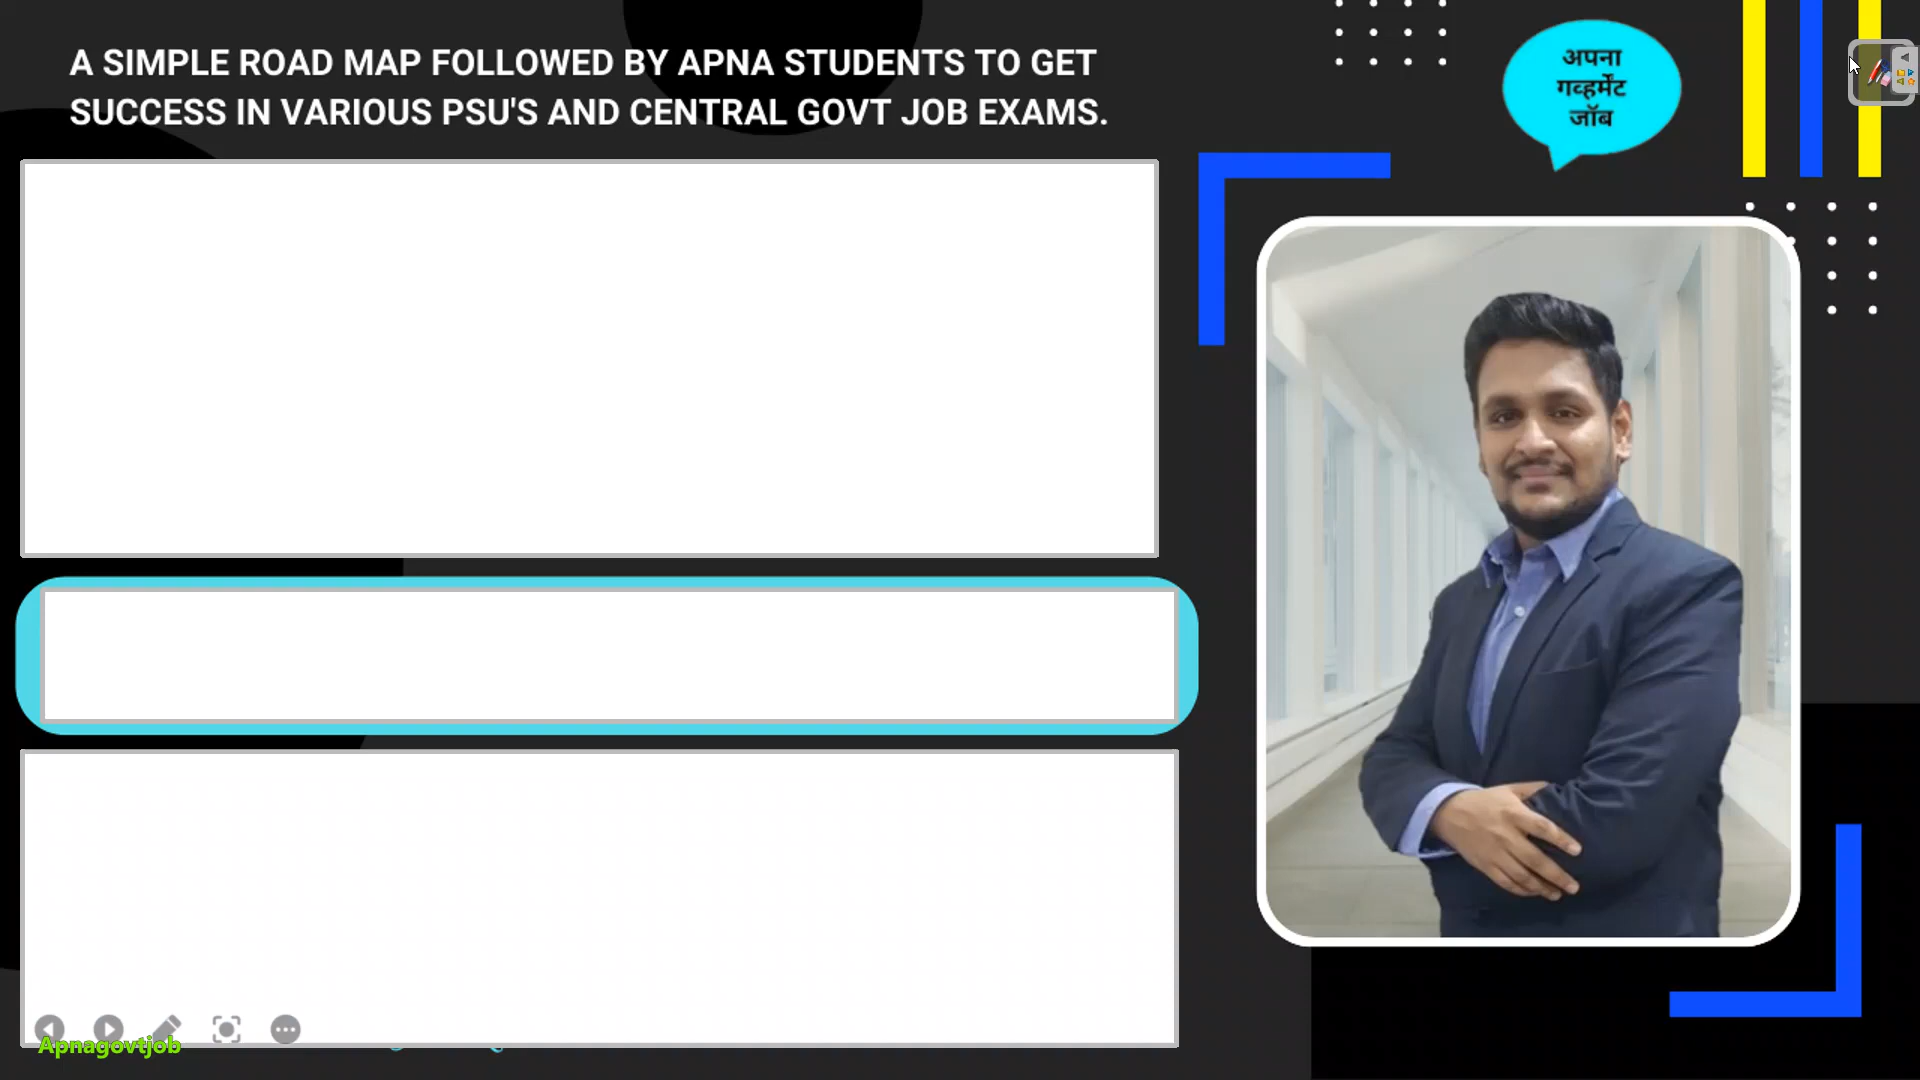 A SIMPLE ROAD MAP FOLLOWED BY APNA STUDENTS TO GET
SUCCESS IN VARIOUS PSU'S AND CENTRAL GOVT JOB EXAMS.
अपना
गव्हर्मेंट
जॉब
Apnagovtjob